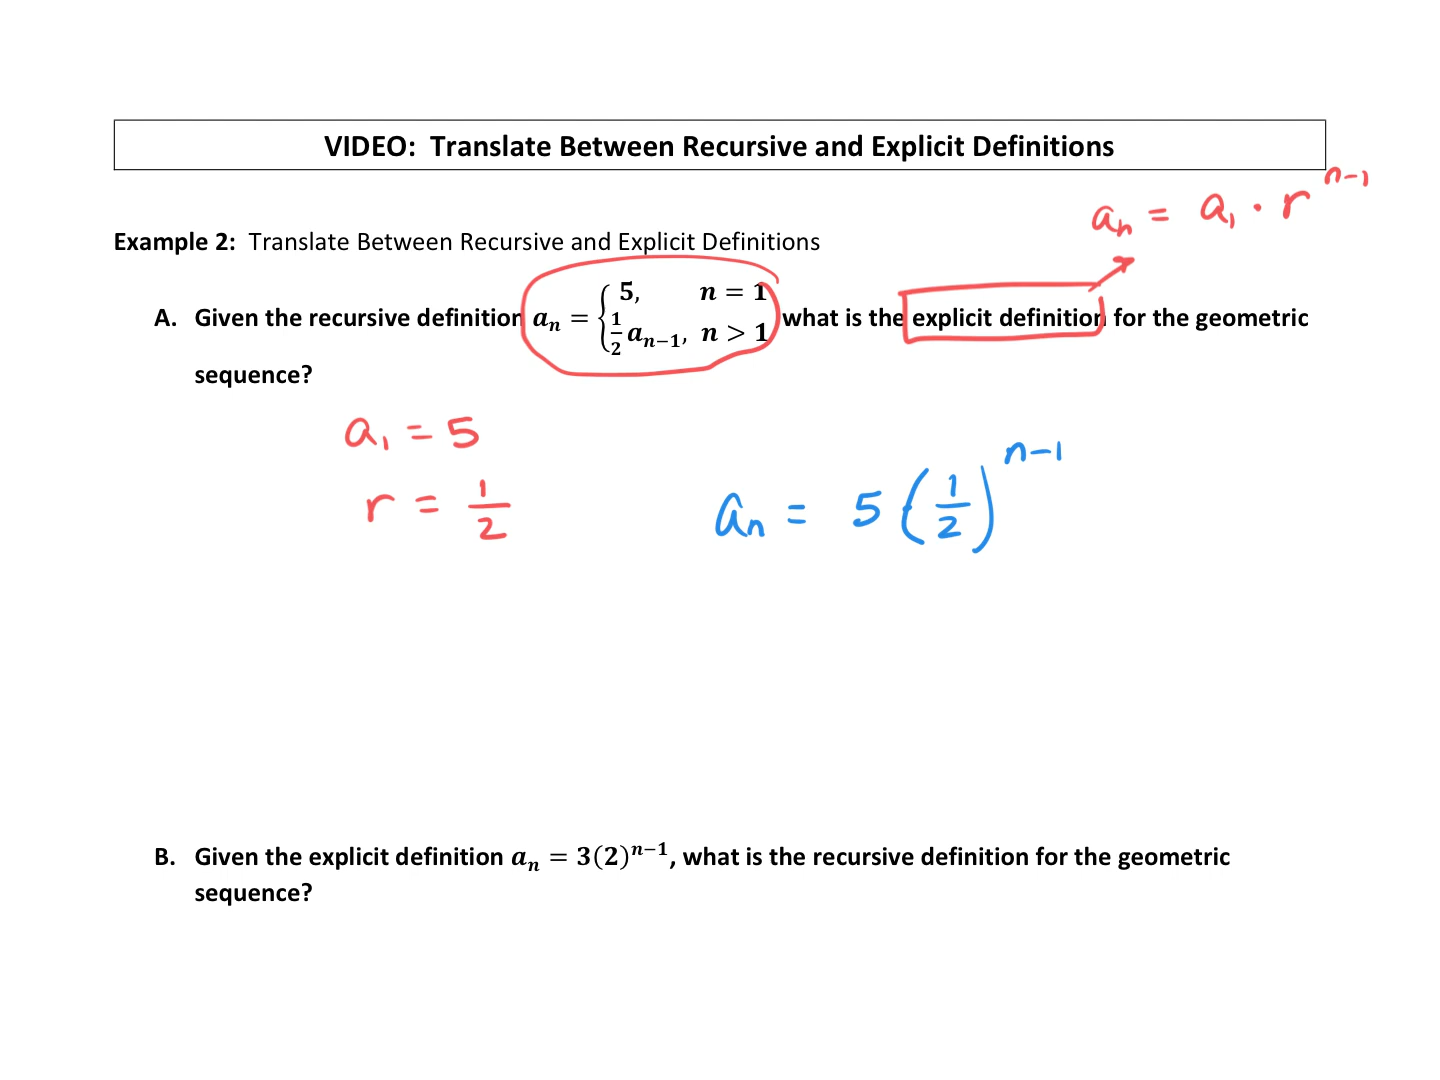 VIDEO: Translate Between Recursive and Explicit Definitions
aₙ = a₁ · r^(n-1)
Example 2: Translate Between Recursive and Explicit Definitions
A. Given the recursive definition aₙ = { 5, n = 1; ½ aₙ₋₁, n > 1 what is the explicit definition for the geometric
sequence?
a₁ = 5
r = 1/2
aₙ = 5(1/2)^(n-1)
B. Given the explicit definition aₙ = 3(2)ⁿ⁻¹, what is the recursive definition for the geometric
sequence?